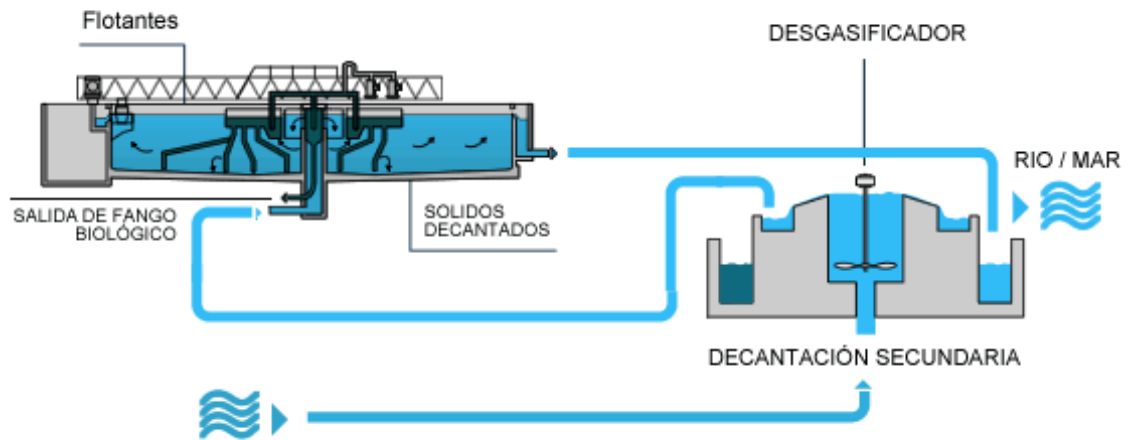 Flotantes
DESGASIFICADOR
RIO / MAR
SALIDA DE FANGO
BIOLÓGICO
SOLIDOS
DECANTADOS
DECANTACIÓN SECUNDARIA